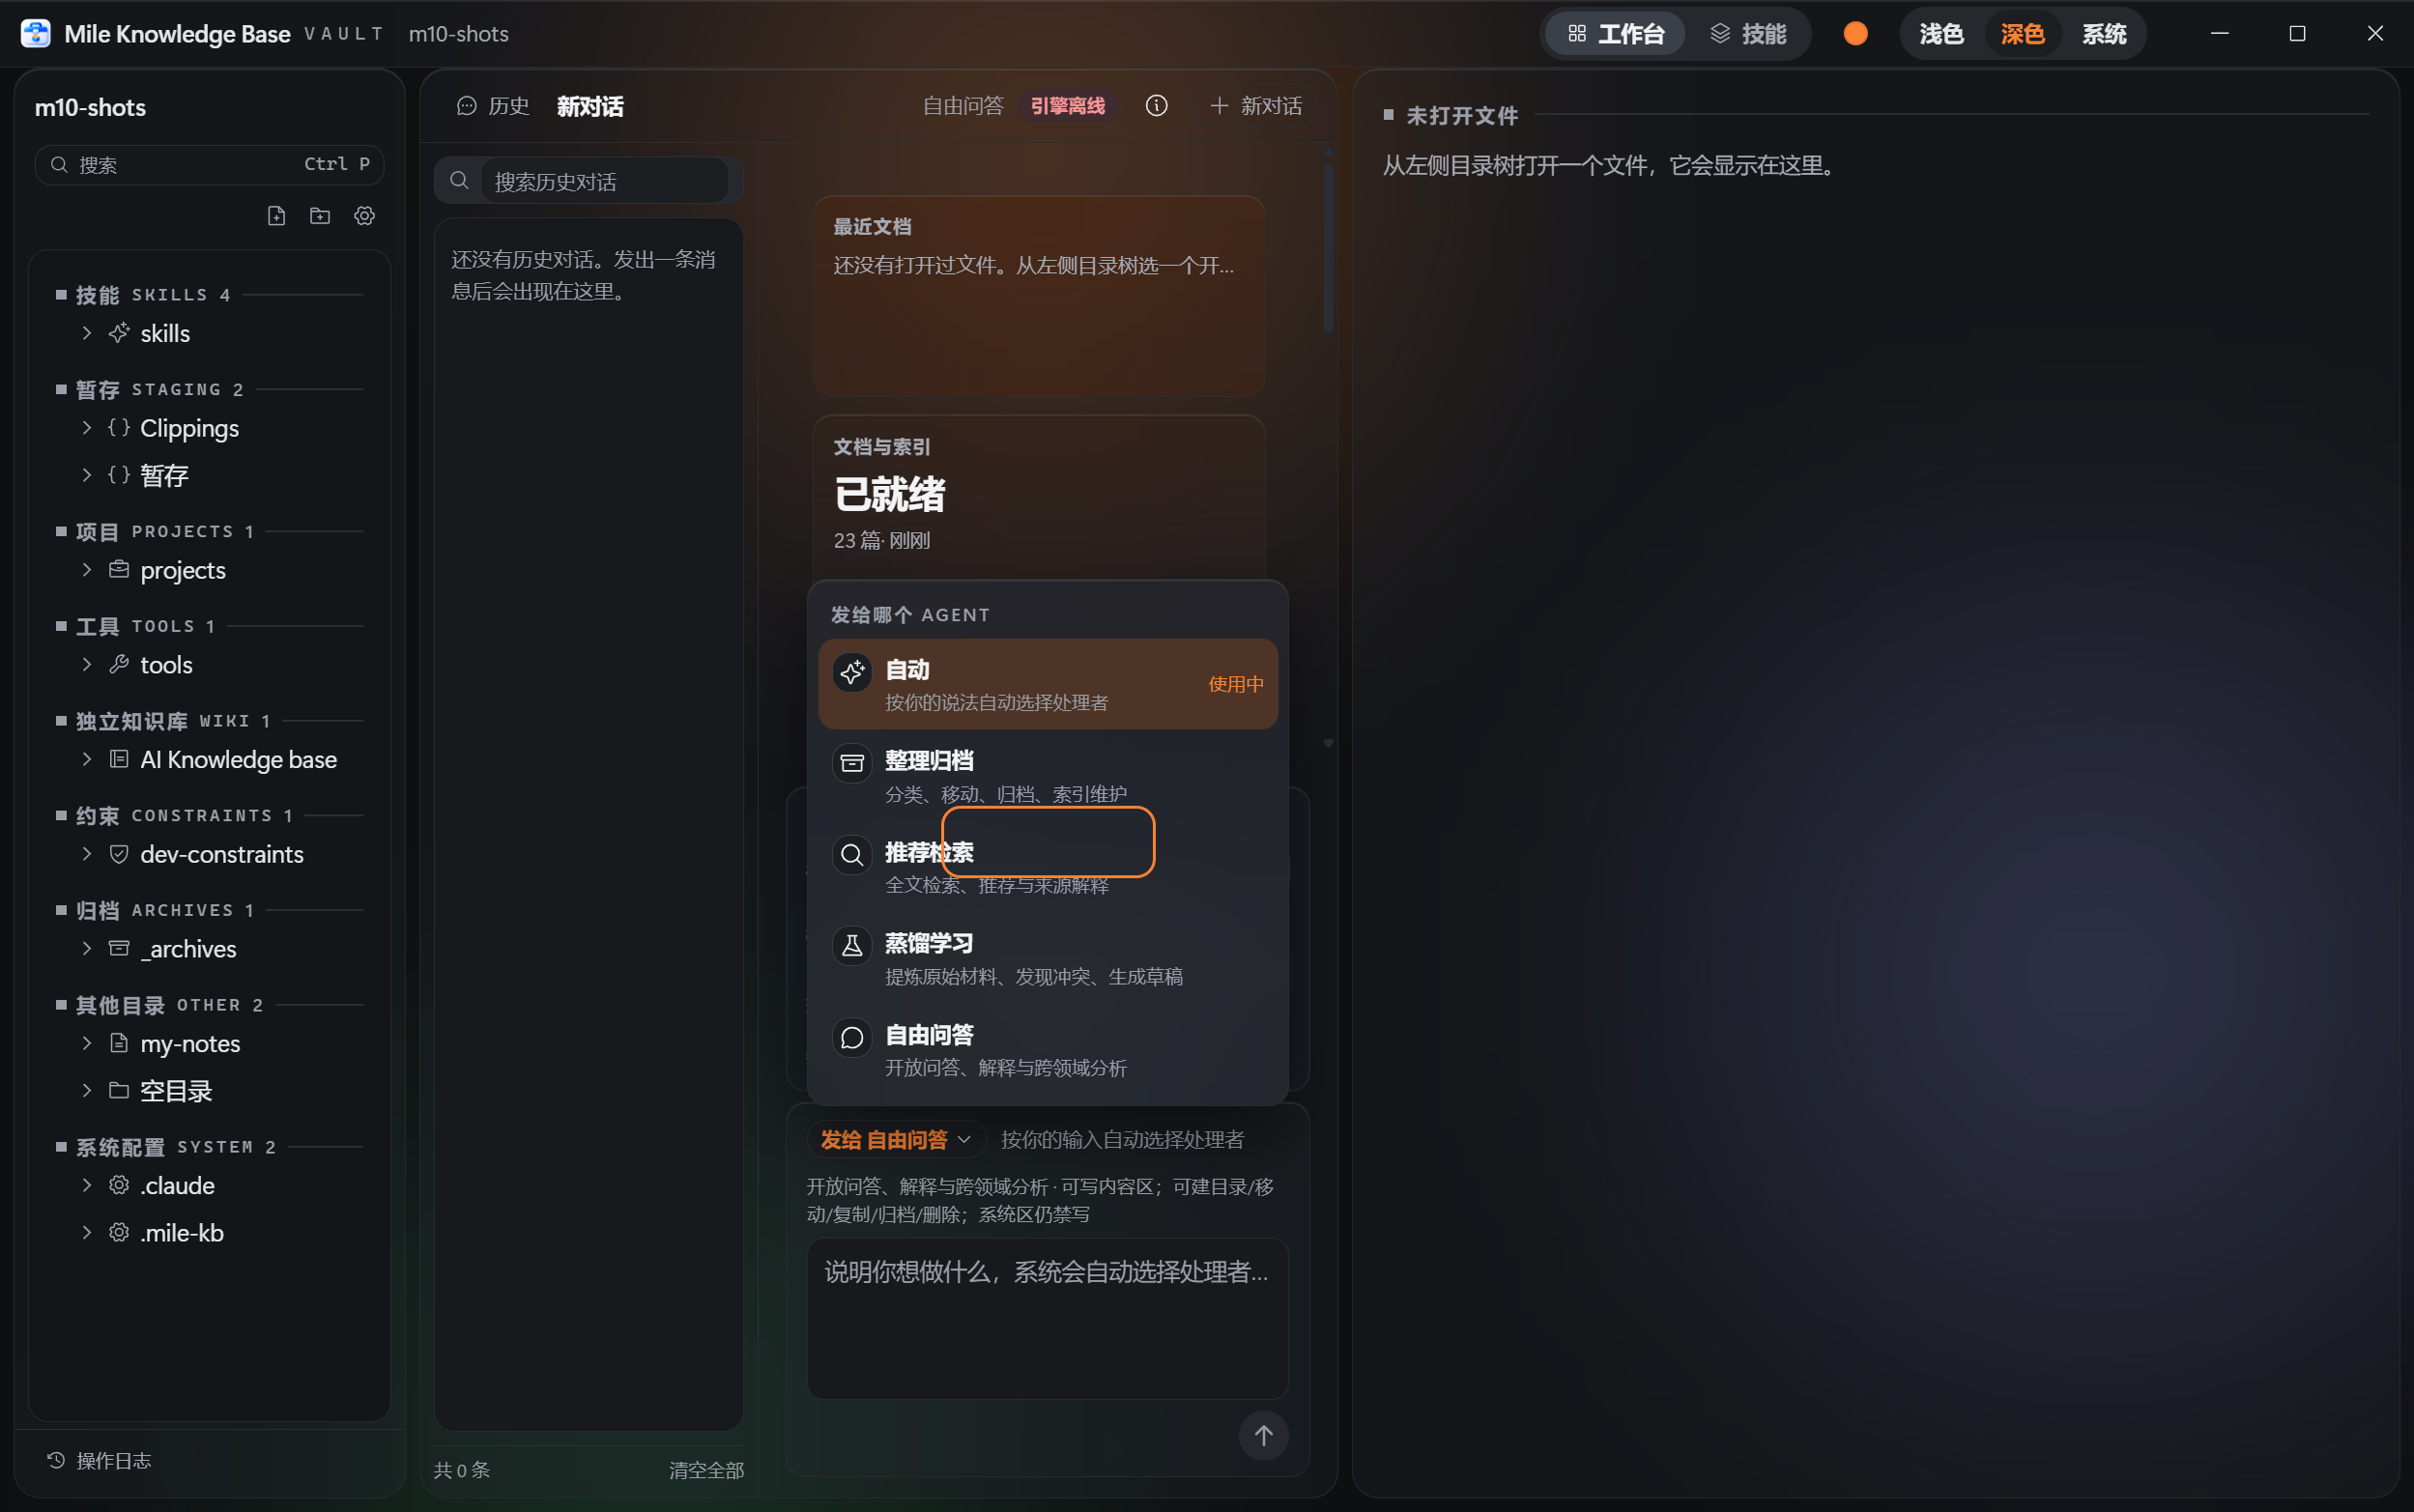 Mile Knowledge Base VAULT m10-shots
工作台 技能 浅色 深色 系统
m10-shots
搜索 Ctrl P
技能 SKILLS 4
skills
暂存 STAGING 2
Clippings
暂存
项目 PROJECTS 1
projects
工具 TOOLS 1
tools
独立知识库 WIKI 1
AI Knowledge base
约束 CONSTRAINTS 1
dev-constraints
归档 ARCHIVES 1
_archives
其他目录 OTHER 2
my-notes
空目录
系统配置 SYSTEM 2
.claude
.mile-kb
操作日志
历史 新对话 自由问答 引擎离线 新对话
搜索历史对话
还没有历史对话。发出一条消
息后会出现在这里。
共 0 条 清空全部
最近文档
还没有打开过文件。从左侧目录树选一个开...
文档与索引
已就绪
23 篇· 刚刚
发给哪个 AGENT
自动
按你的说法自动选择处理者
使用中
整理归档
分类、移动、归档、索引维护
推荐检索
全文检索、推荐与来源解释
蒸馏学习
提炼原始材料、发现冲突、生成草稿
自由问答
开放问答、解释与跨领域分析
发给 自由问答 按你的输入自动选择处理者
开放问答、解释与跨领域分析 · 可写内容区；可建目录/移
动/复制/归档/删除；系统区仍禁写
说明你想做什么，系统会自动选择处理者...
未打开文件
从左侧目录树打开一个文件，它会显示在这里。